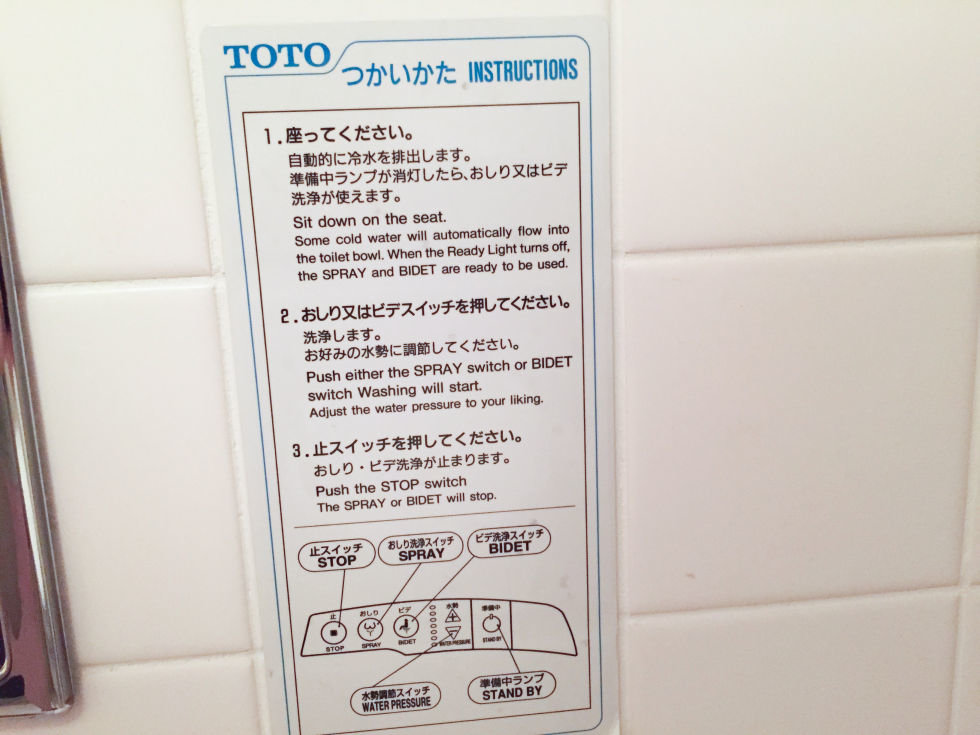 TOTO
つかいかた INSTRUCTIONS
1.座ってください。
自動的に冷水を排出します。
準備中ランプが消灯したら、おしり又はビデ
洗浄が使えます。
Sit down on the seat.
Some cold water will automatically flow into
the toilet bowl. When the Ready Light turns off,
the SPRAY and BIDET are ready to be used.
2.おしり又はビデスイッチを押してください。
洗浄します。
お好みの水勢に調節してください。
Push either the SPRAY switch or BIDET
switch Washing will start.
Adjust the water pressure to your liking.
3.止スイッチを押してください。
おしり・ビデ洗浄が止まります。
Push the STOP switch
The SPRAY or BIDET will stop.
止スイッチ
STOP
おしり洗浄スイッチ
SPRAY
ビデ洗浄スイッチ
BIDET
止
STOP
おしり
SPRAY
ビデ
BIDET
水勢
WATER PRESSURE
準備中
STAND BY
水勢調節スイッチ
WATER PRESSURE
準備中ランプ
STAND BY